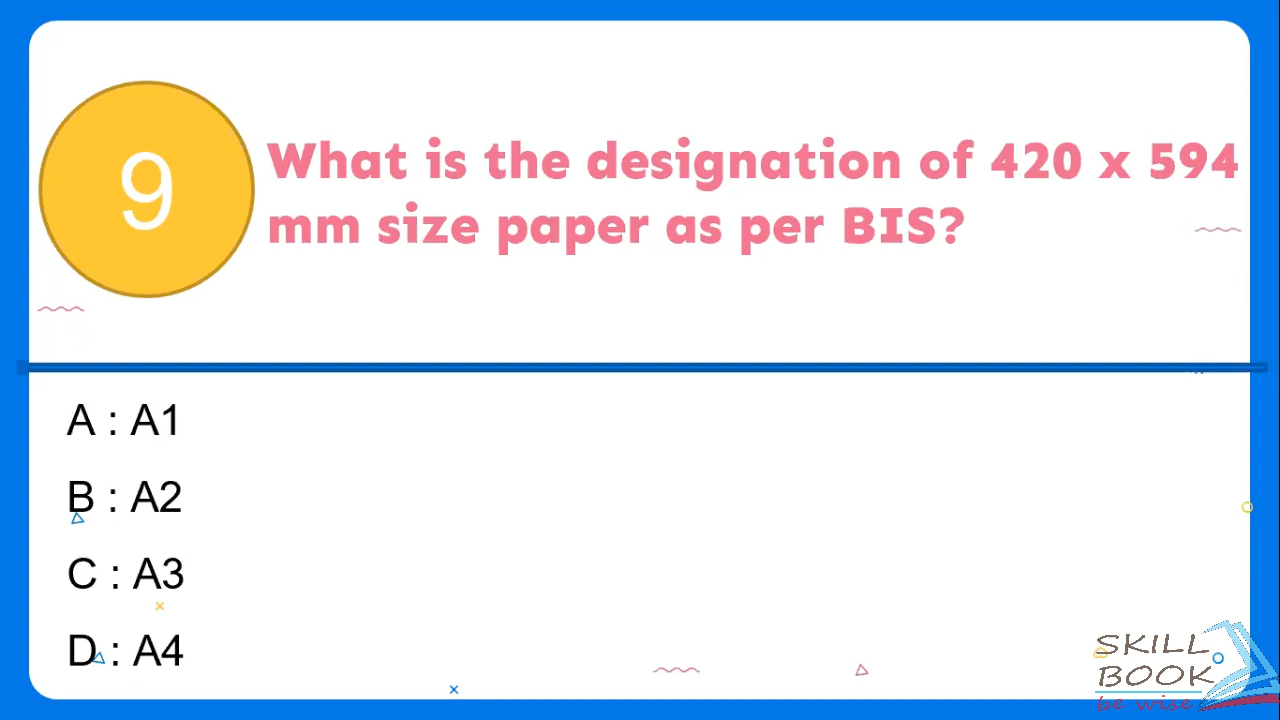 9
What is the designation of 420 x 594
mm size paper as per BIS?
A : A1
B : A2
C : A3
D : A4
SKILL
BOOK
be wise